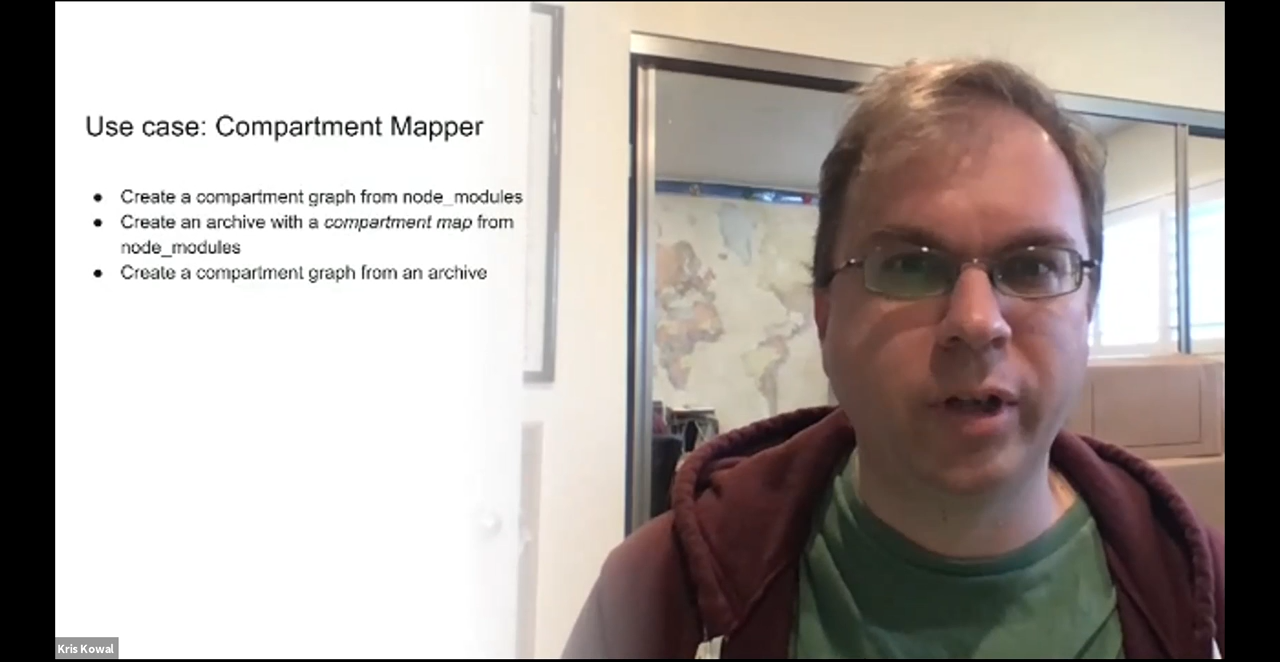 Use case: Compartment Mapper
● Create a compartment graph from node_modules
● Create an archive with a compartment map from
node_modules
● Create a compartment graph from an archive
Kris Kowal